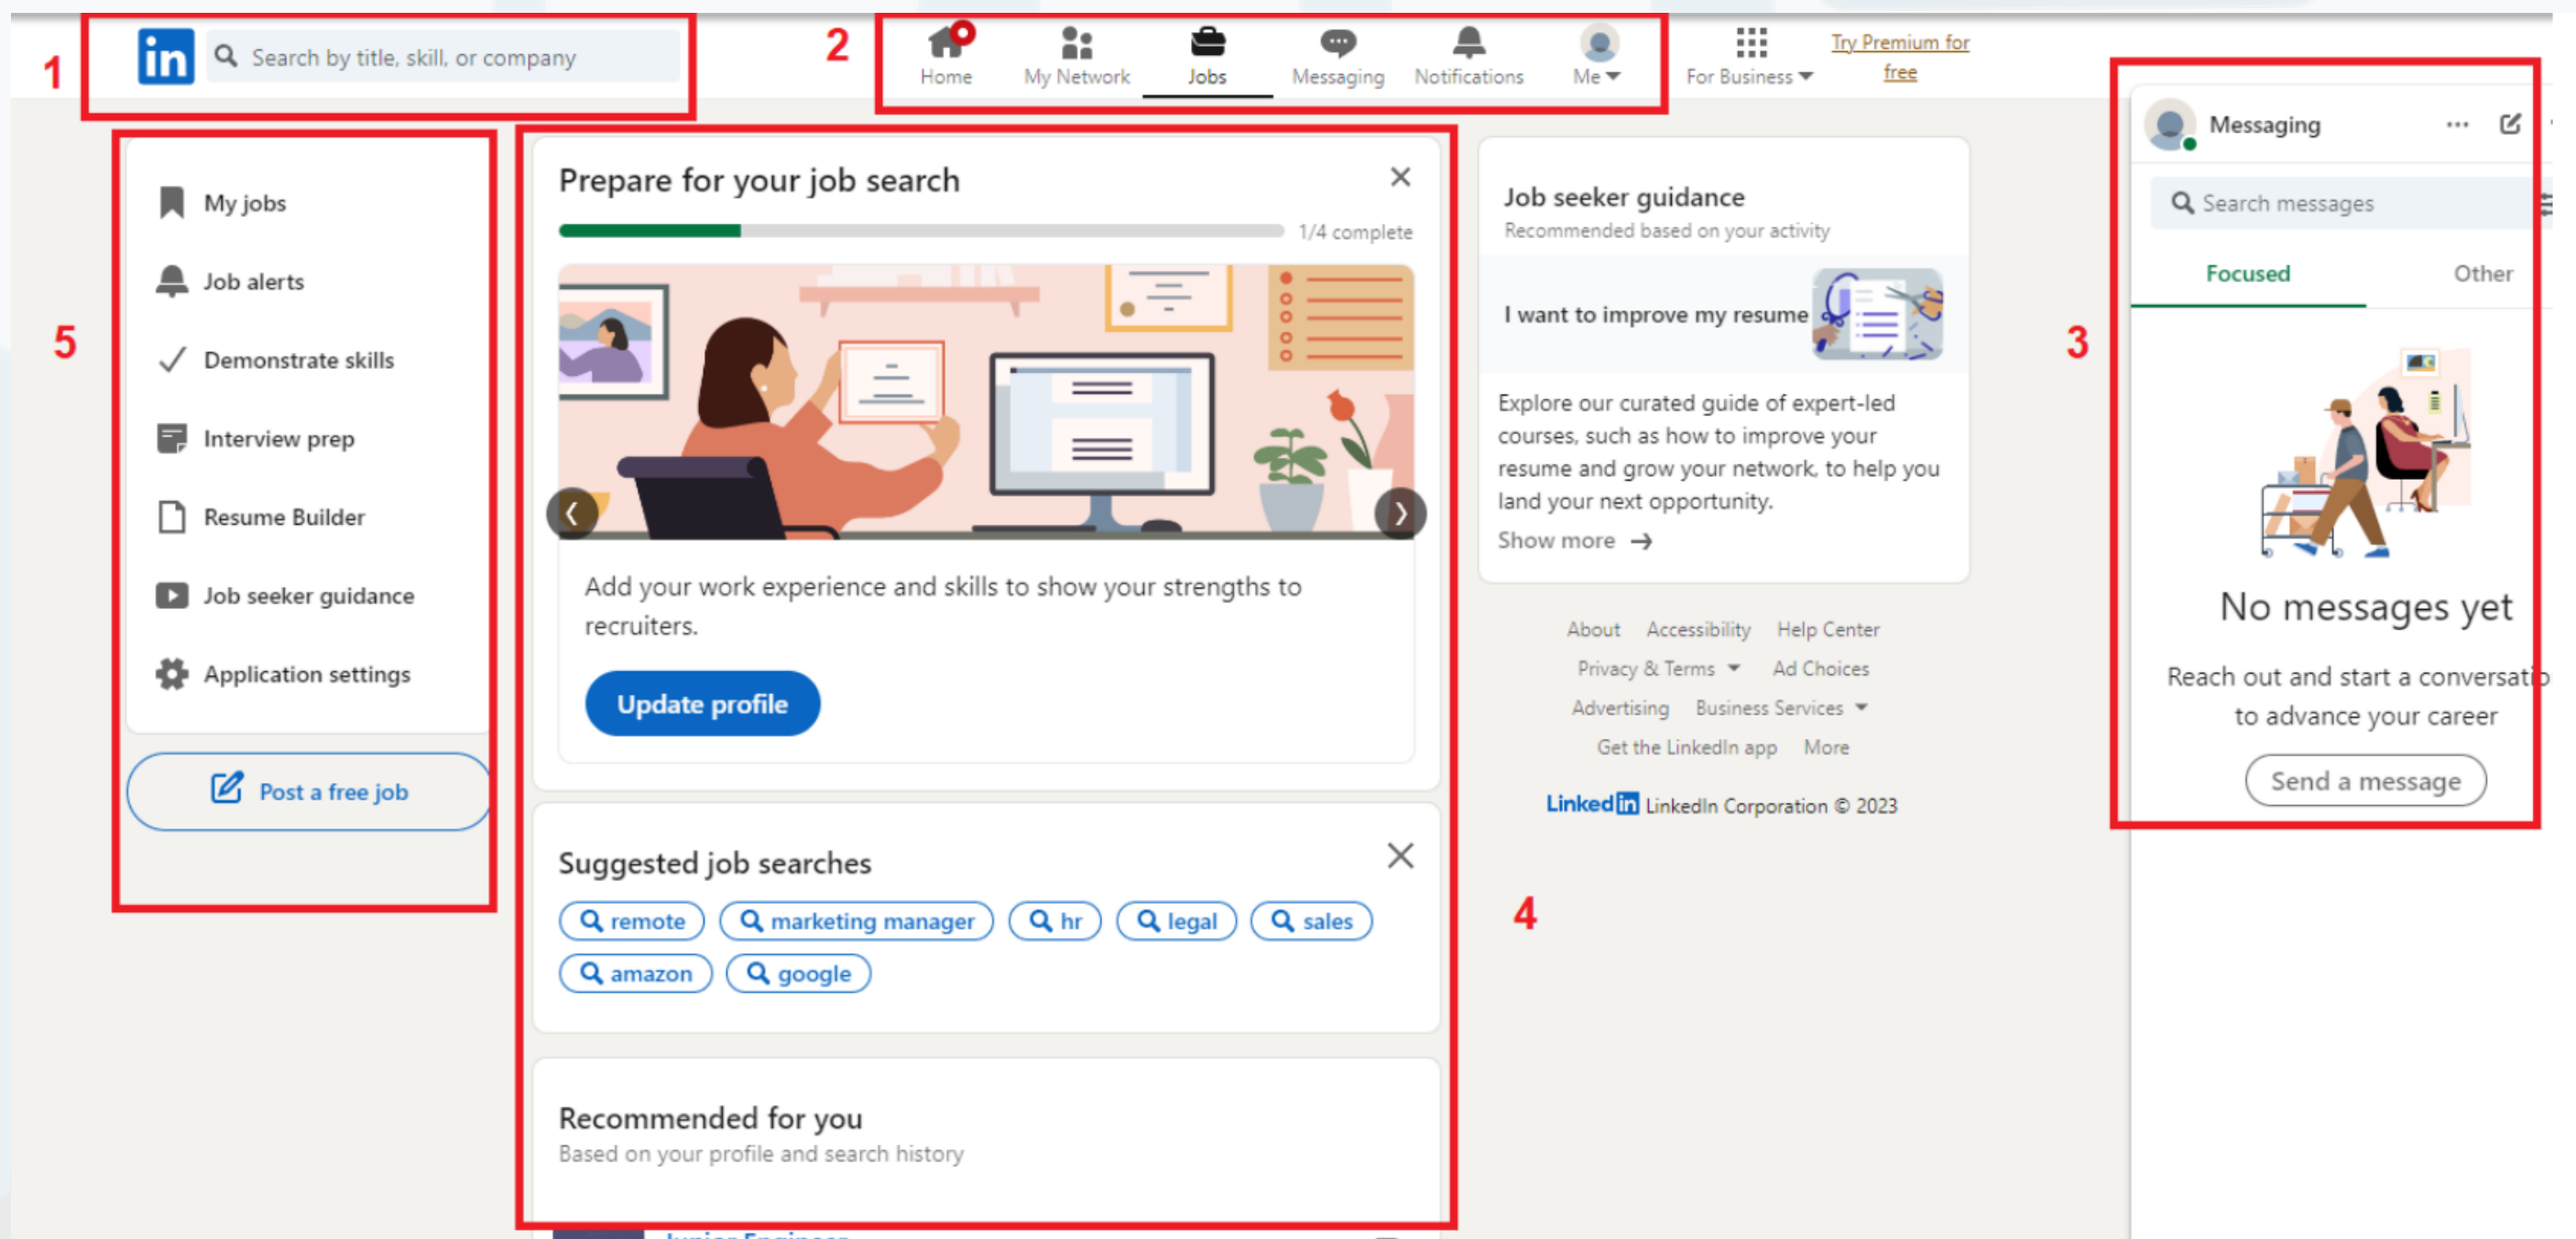 1
in
Search by title, skill, or company
2
Home
My Network
Jobs
Messaging
Notifications
Me
For Business
Try Premium for
free
5
My jobs
Job alerts
Demonstrate skills
Interview prep
Resume Builder
Job seeker guidance
Application settings
Post a free job
Prepare for your job search
1/4 complete
Add your work experience and skills to show your strengths to
recruiters.
Update profile
Suggested job searches
remote
marketing manager
hr
legal
sales
amazon
google
Recommended for you
Based on your profile and search history
Junior Engineer
4
Job seeker guidance
Recommended based on your activity
I want to improve my resume
Explore our curated guide of expert-led
courses, such as how to improve your
resume and grow your network, to help you
land your next opportunity.
Show more
About Accessibility Help Center
Privacy & Terms Ad Choices
Advertising Business Services
Get the LinkedIn app More
Linkedin LinkedIn Corporation © 2023
3
Messaging
Search messages
Focused
Other
No messages yet
Reach out and start a conversatio
to advance your career
Send a message